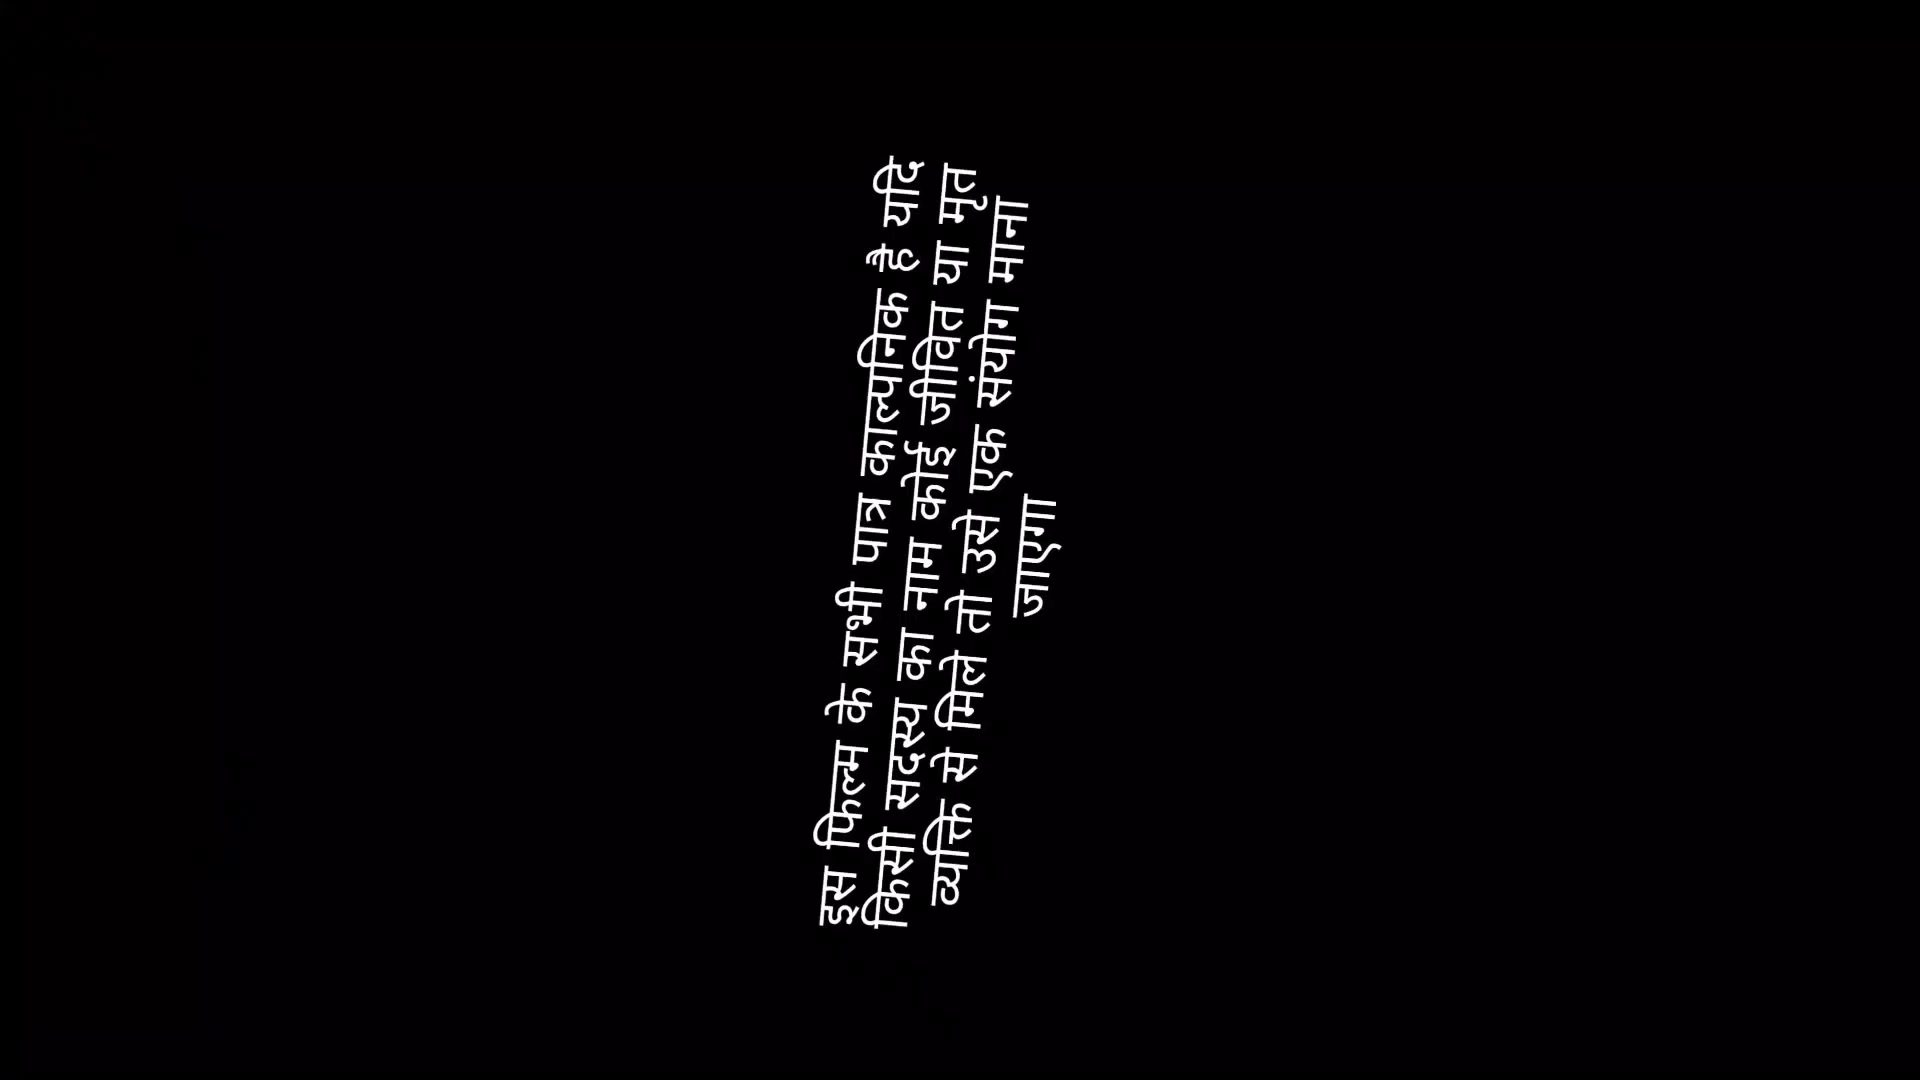 इस फिल्म के सभी पात्र काल्पनिक है यदि
किसी सदस्य का नाम कोई जीवित या मृत
व्यक्ति से मिले तो उसे एक संयोग माना
जाएगा